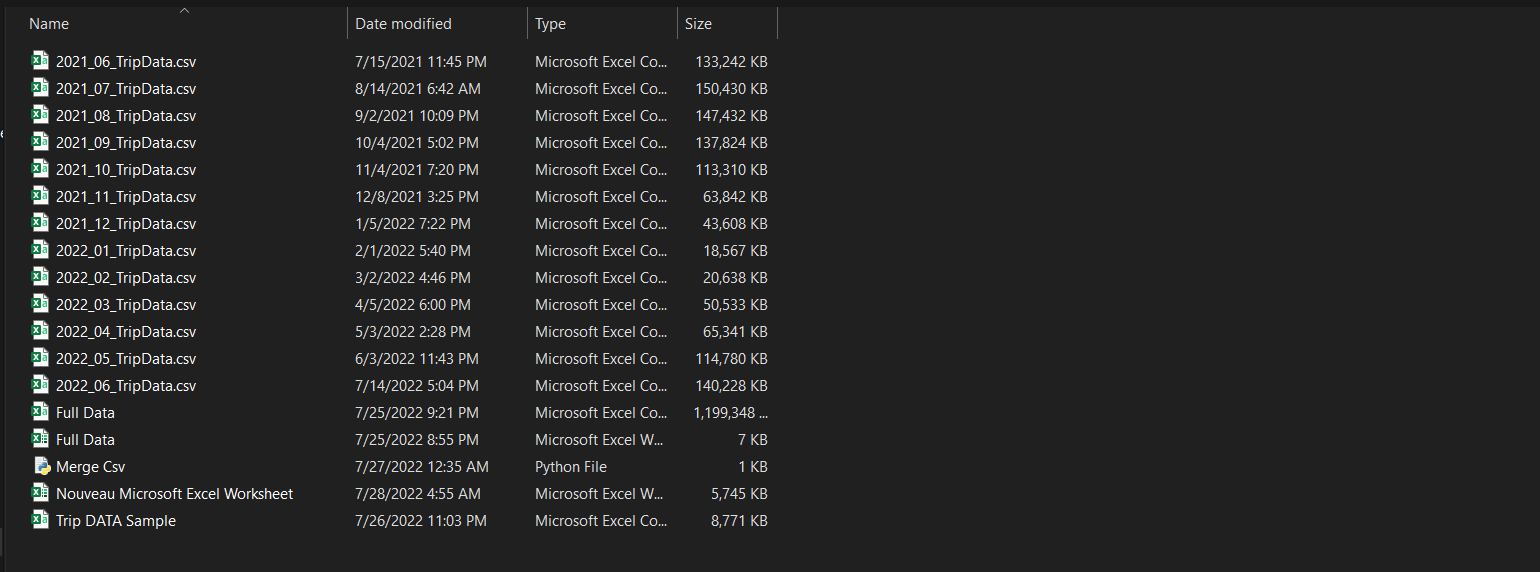 Name Date modified Type Size
2021_06_TripData.csv 7/15/2021 11:45 PM Microsoft Excel Co... 133,242 KB
2021_07_TripData.csv 8/14/2021 6:42 AM Microsoft Excel Co... 150,430 KB
2021_08_TripData.csv 9/2/2021 10:09 PM Microsoft Excel Co... 147,432 KB
2021_09_TripData.csv 10/4/2021 5:02 PM Microsoft Excel Co... 137,824 KB
2021_10_TripData.csv 11/4/2021 7:20 PM Microsoft Excel Co... 113,310 KB
2021_11_TripData.csv 12/8/2021 3:25 PM Microsoft Excel Co... 63,842 KB
2021_12_TripData.csv 1/5/2022 7:22 PM Microsoft Excel Co... 43,608 KB
2022_01_TripData.csv 2/1/2022 5:40 PM Microsoft Excel Co... 18,567 KB
2022_02_TripData.csv 3/2/2022 4:46 PM Microsoft Excel Co... 20,638 KB
2022_03_TripData.csv 4/5/2022 6:00 PM Microsoft Excel Co... 50,533 KB
2022_04_TripData.csv 5/3/2022 2:28 PM Microsoft Excel Co... 65,341 KB
2022_05_TripData.csv 6/3/2022 11:43 PM Microsoft Excel Co... 114,780 KB
2022_06_TripData.csv 7/14/2022 5:04 PM Microsoft Excel Co... 140,228 KB
Full Data 7/25/2022 9:21 PM Microsoft Excel Co... 1,199,348 ...
Full Data 7/25/2022 8:55 PM Microsoft Excel W... 7 KB
Merge Csv 7/27/2022 12:35 AM Python File 1 KB
Nouveau Microsoft Excel Worksheet 7/28/2022 4:55 AM Microsoft Excel W... 5,745 KB
Trip DATA Sample 7/26/2022 11:03 PM Microsoft Excel Co... 8,771 KB